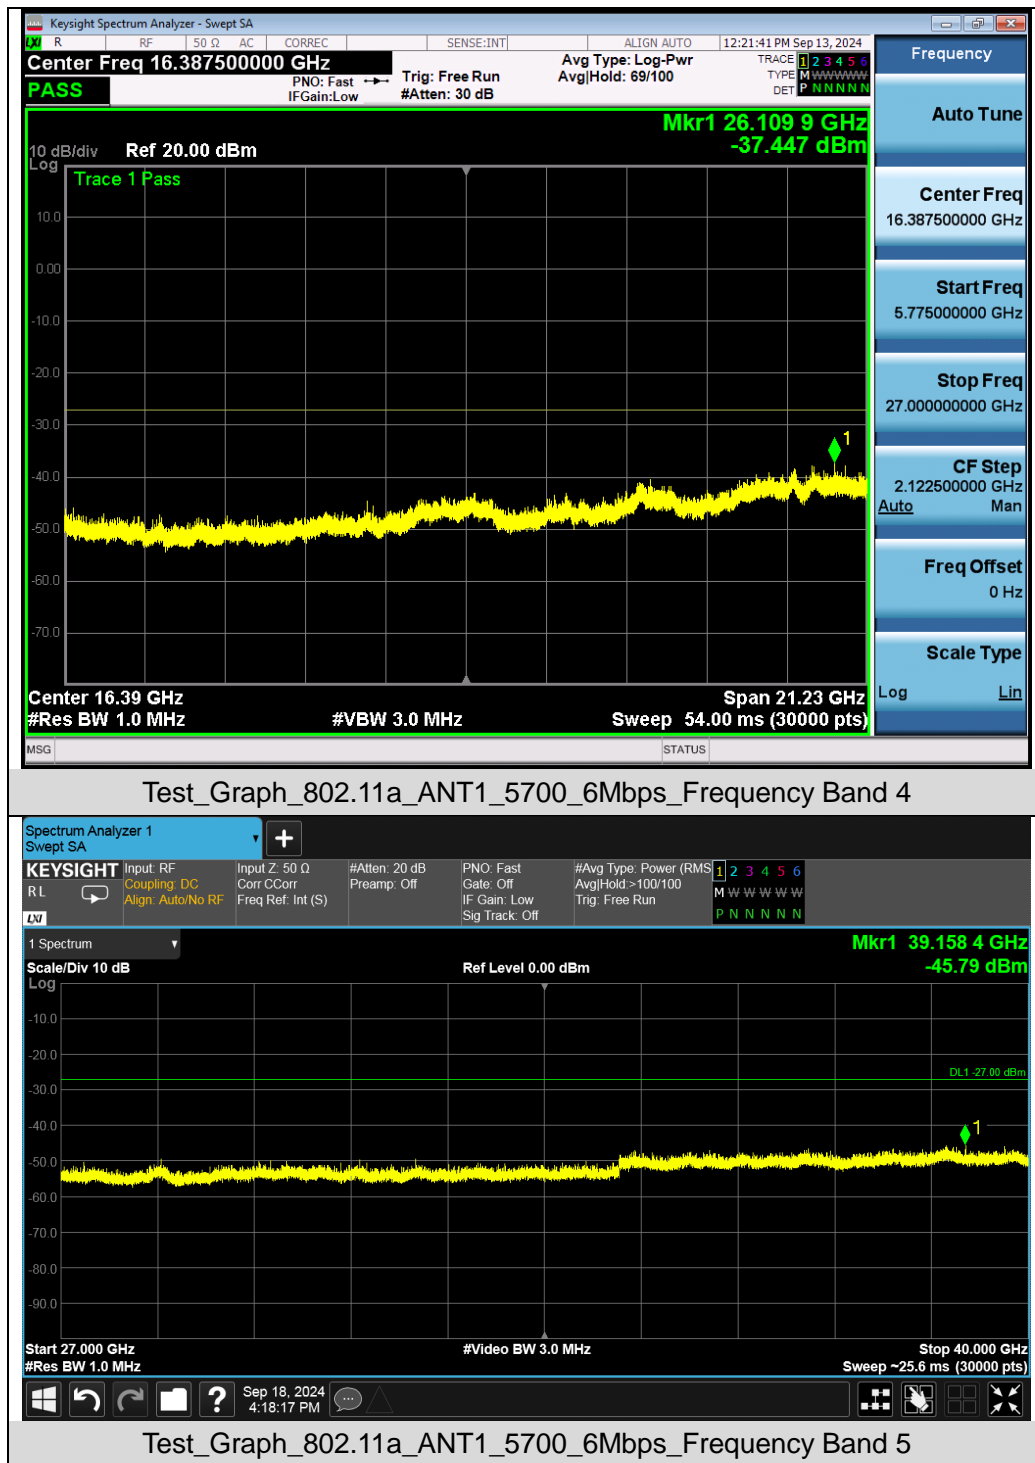 Keysight Spectrum Analyzer - Swept SA
LXI R RF 50 Ω AC CORREC SENSE:INT ALIGN AUTO 12:21:41 PM Sep 13, 2024
Center Freq 16.387500000 GHz
PASS
PNO: Fast
IFGain:Low
Trig: Free Run
#Atten: 30 dB
Avg Type: Log-Pwr
Avg|Hold: 69/100
TRACE 1 2 3 4 5 6
TYPE M W W W W W
DET P N N N N N
Mkr1 26.109 9 GHz
-37.447 dBm
10 dB/div Ref 20.00 dBm
Log
Trace 1 Pass
10.0
0.00
-10.0
-20.0
-30.0
-40.0
-50.0
-60.0
-70.0
1
Center 16.39 GHz Span 21.23 GHz
#Res BW 1.0 MHz #VBW 3.0 MHz Sweep 54.00 ms (30000 pts)
MSG STATUS
Frequency
Auto Tune
Center Freq
16.387500000 GHz
Start Freq
5.775000000 GHz
Stop Freq
27.000000000 GHz
CF Step
2.122500000 GHz
Auto Man
Freq Offset
0 Hz
Scale Type
Log Lin
Test_Graph_802.11a_ANT1_5700_6Mbps_Frequency Band 4
Spectrum Analyzer 1
Swept SA
+
KEYSIGHT
RL
LXI
Input: RF
Coupling: DC
Align: Auto/No RF
Input Z: 50 Ω
Corr CCorr
Freq Ref: Int (S)
#Atten: 20 dB
Preamp: Off
PNO: Fast
Gate: Off
IF Gain: Low
Sig Track: Off
#Avg Type: Power (RMS
Avg|Hold:>100/100
Trig: Free Run
1 2 3 4 5 6
M W W W W W
P N N N N N
1 Spectrum
Mkr1 39.158 4 GHz
-45.79 dBm
Scale/Div 10 dB Ref Level 0.00 dBm
Log
-10.0
-20.0
DL1 -27.00 dBm
-30.0
-40.0
1
-50.0
-60.0
-70.0
-80.0
-90.0
Start 27.000 GHz #Video BW 3.0 MHz Stop 40.000 GHz
#Res BW 1.0 MHz Sweep ~25.6 ms (30000 pts)
?
Sep 18, 2024
4:18:17 PM
Test_Graph_802.11a_ANT1_5700_6Mbps_Frequency Band 5